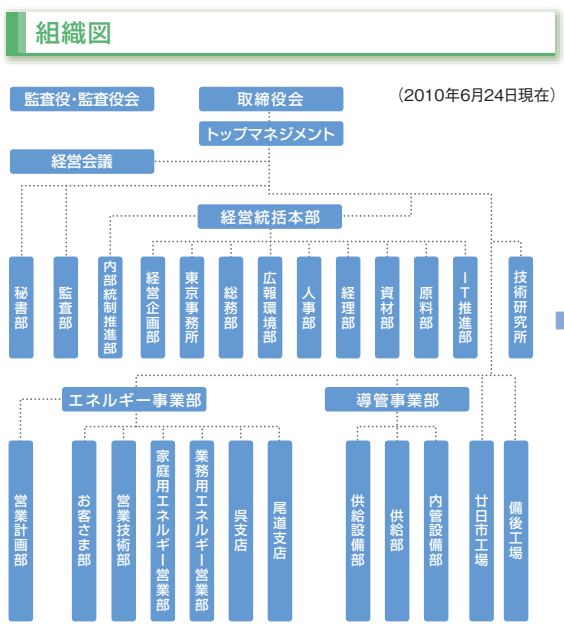 組織図
監査役・監査役会
取締役会
（2010年6月24日現在）
トップマネジメント
経営会議
経営統括本部
秘書部
監査部
内部統制推進部
経営企画部
東京事務所
総務部
広報環境部
人事部
経理部
資材部
原料部
IT推進部
技術研究所
エネルギー事業部
導管事業部
営業計画部
お客さま部
営業技術部
家庭用エネルギー営業部
業務用エネルギー営業部
呉支店
尾道支店
供給設備部
供給部
内管設備部
廿日市工場
備後工場